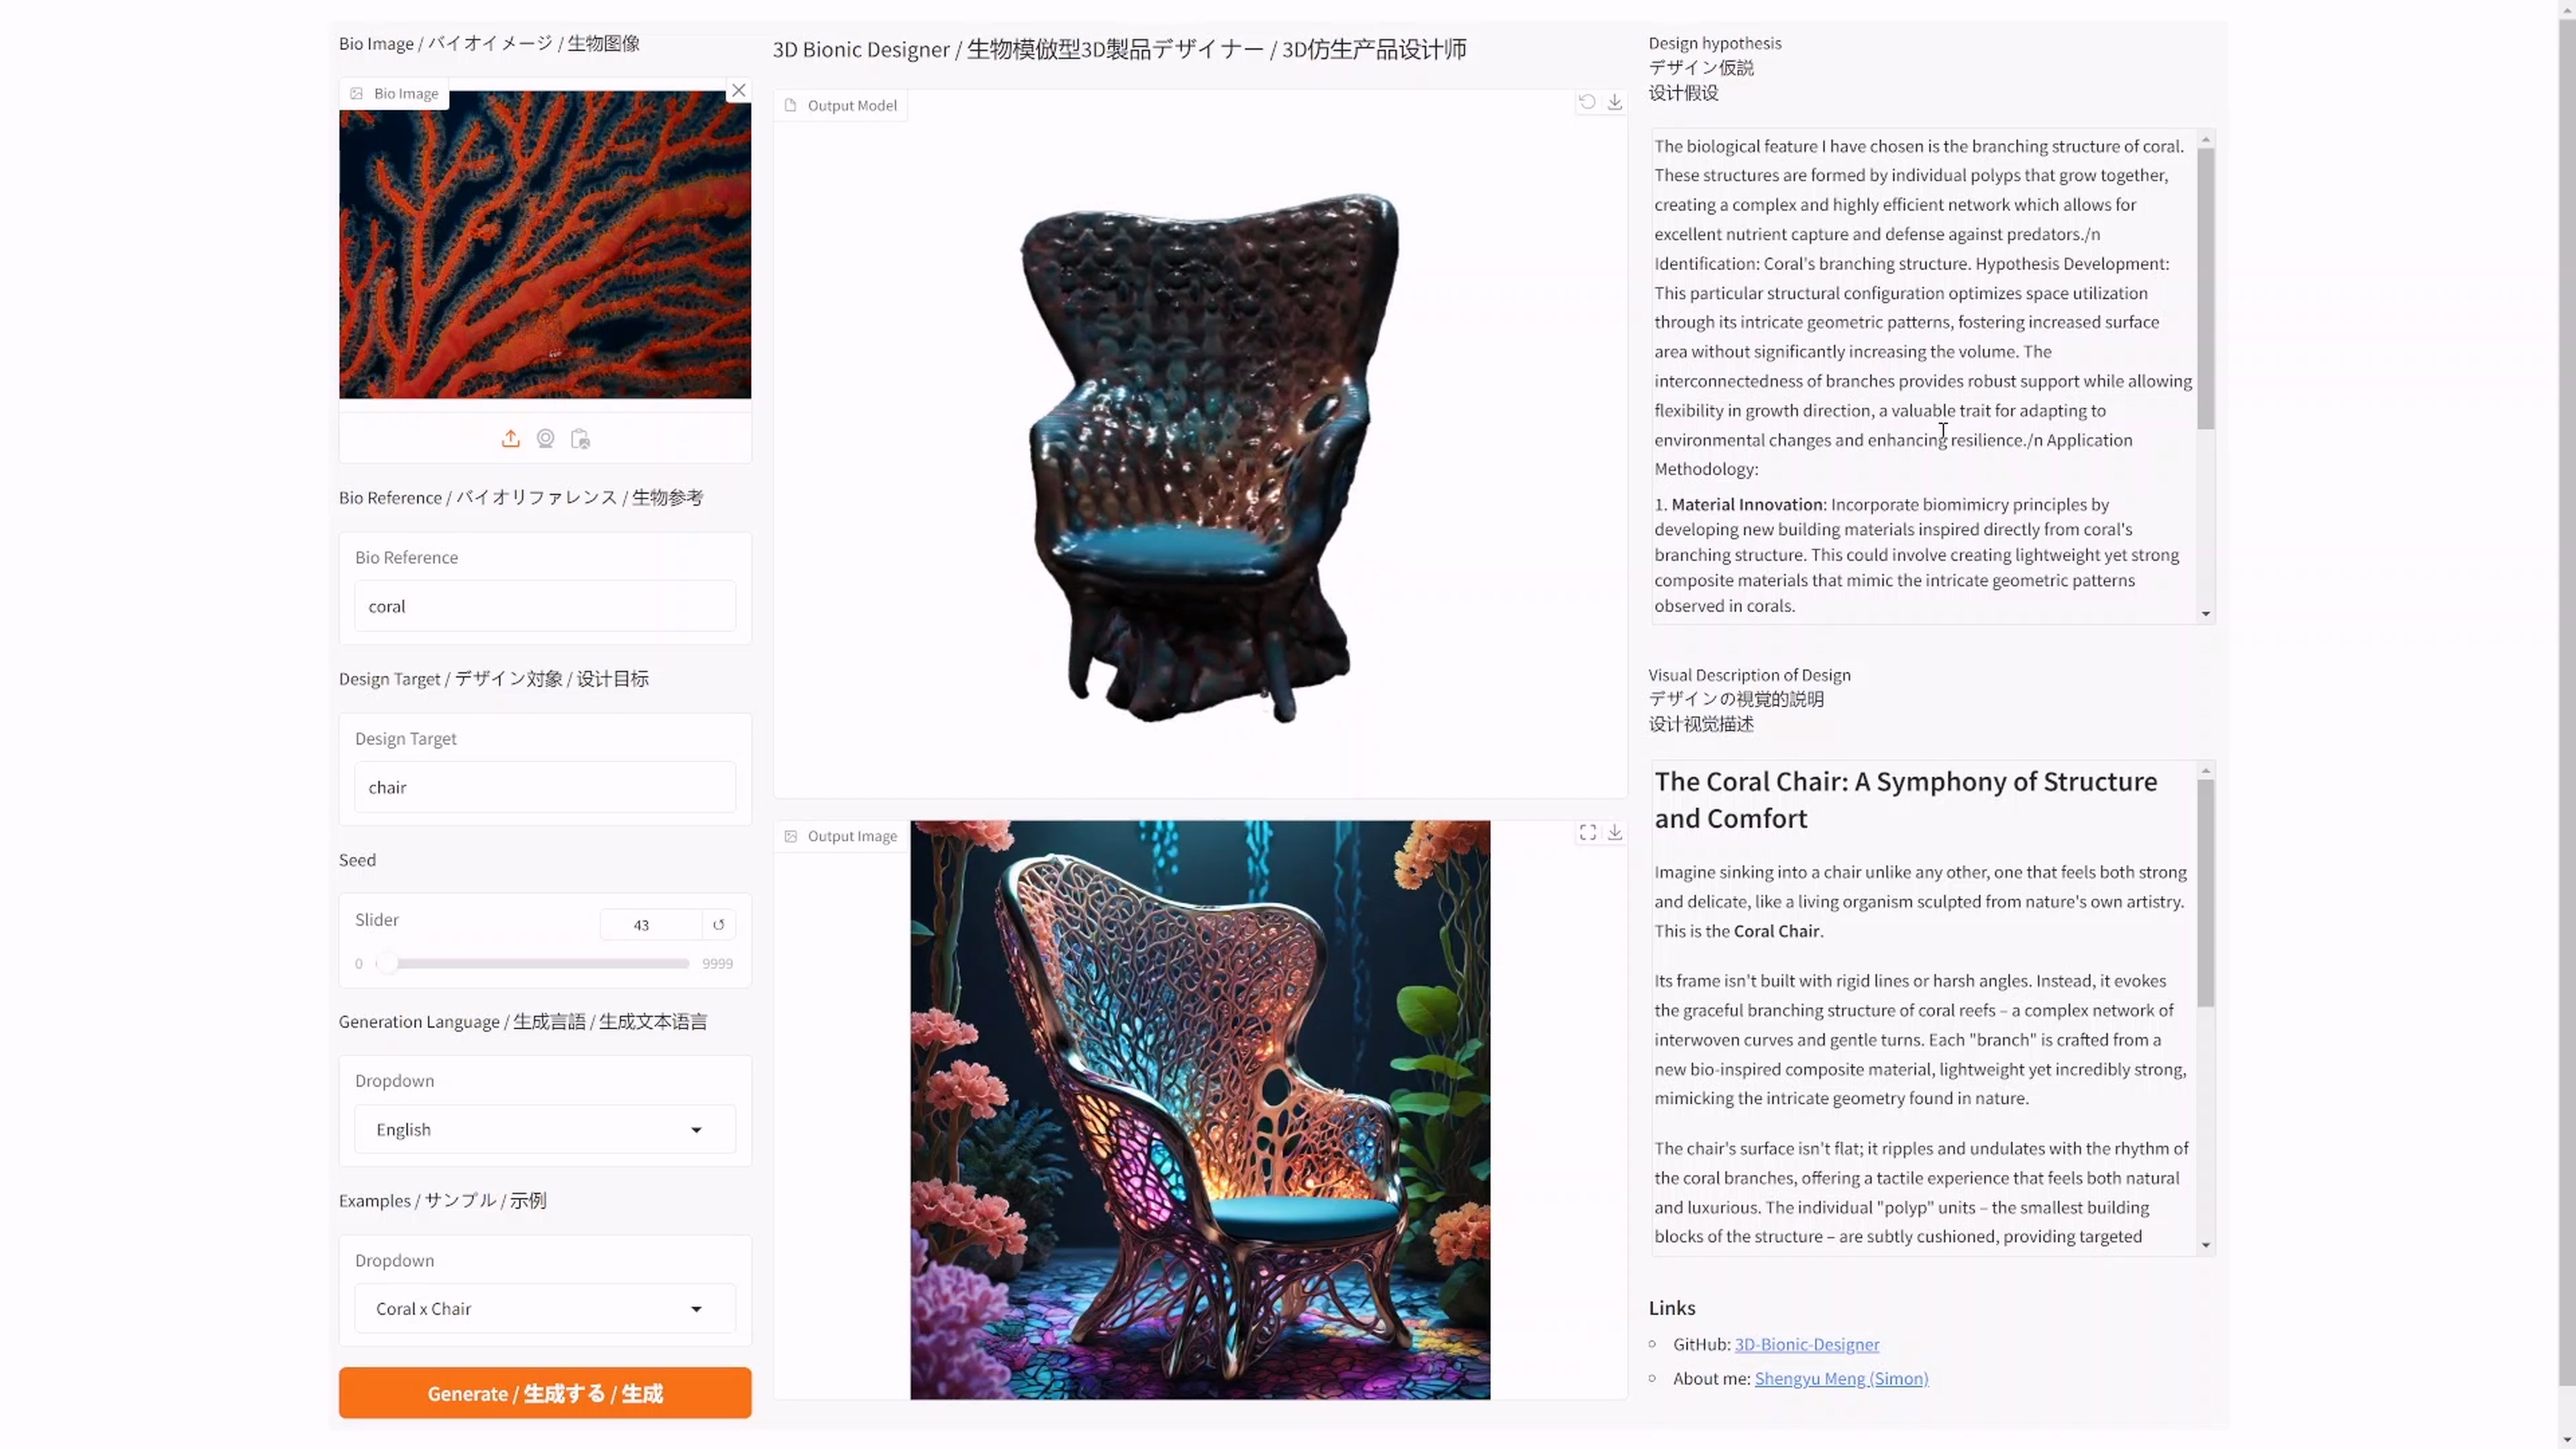 Bio Image / バイオイメージ / 生物图像
Bio Image
Bio Reference / バイオリファレンス / 生物参考
Bio Reference
coral
Design Target / デザイン対象 / 设计目标
Design Target
chair
Seed
Slider
43
0
9999
Generation Language / 生成言語 / 生成文本语言
Dropdown
English
Examples / サンプル / 示例
Dropdown
Coral x Chair
Generate / 生成する / 生成
3D Bionic Designer / 生物模倣型3D製品デザイナー / 3D仿生产品设计师
Output Model
Output Image
Design hypothesis
デザイン仮説
设计假设
The biological feature I have chosen is the branching structure of coral.
These structures are formed by individual polyps that grow together,
creating a complex and highly efficient network which allows for
excellent nutrient capture and defense against predators./n
Identification: Coral's branching structure. Hypothesis Development:
This particular structural configuration optimizes space utilization
through its intricate geometric patterns, fostering increased surface
area without significantly increasing the volume. The
interconnectedness of branches provides robust support while allowing
flexibility in growth direction, a valuable trait for adapting to
environmental changes and enhancing resilience./n Application
Methodology:
1. Material Innovation: Incorporate biomimicry principles by
developing new building materials inspired directly from coral's
branching structure. This could involve creating lightweight yet strong
composite materials that mimic the intricate geometric patterns
observed in corals.
Visual Description of Design
デザインの視覚的説明
设计视觉描述
The Coral Chair: A Symphony of Structure
and Comfort
Imagine sinking into a chair unlike any other, one that feels both strong
and delicate, like a living organism sculpted from nature's own artistry.
This is the Coral Chair.
Its frame isn't built with rigid lines or harsh angles. Instead, it evokes
the graceful branching structure of coral reefs – a complex network of
interwoven curves and gentle turns. Each "branch" is crafted from a
new bio-inspired composite material, lightweight yet incredibly strong,
mimicking the intricate geometry found in nature.
The chair's surface isn't flat; it ripples and undulates with the rhythm of
the coral branches, offering a tactile experience that feels both natural
and luxurious. The individual "polyp" units – the smallest building
blocks of the structure – are subtly cushioned, providing targeted
Links
GitHub: 3D-Bionic-Designer
About me: Shengyu Meng (Simon)